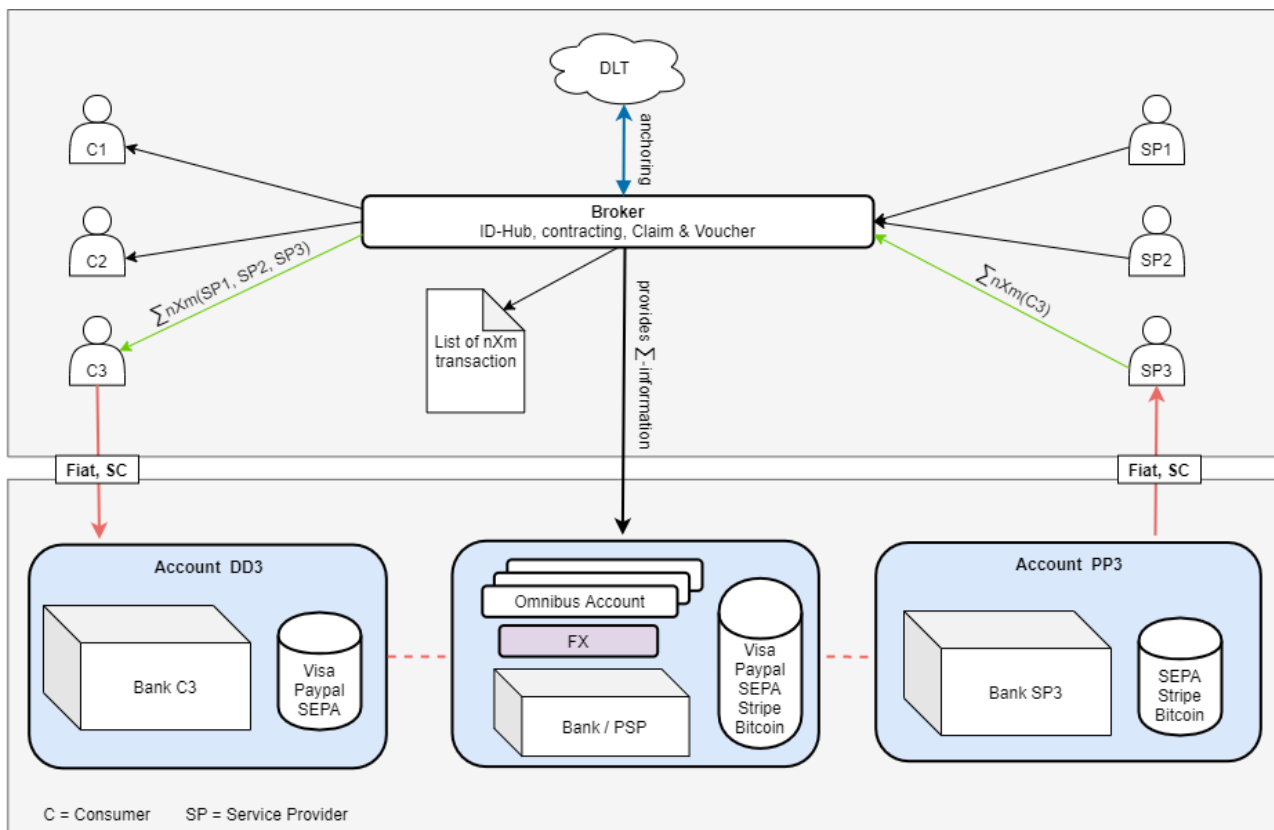 DLT
anchoring
C1
SP1
Broker
ID-Hub, contracting, Claim & Voucher
C2
SP2
∑nXm(SP1, SP2, SP3)
∑nXm(C3)
provides ∑-information
List of nXm
transaction
C3
SP3
Fiat, SC
Fiat, SC
Account DD3
Bank C3
Visa
Paypal
SEPA
Omnibus Account
FX
Bank / PSP
Visa
Paypal
SEPA
Stripe
Bitcoin
Account PP3
Bank SP3
SEPA
Stripe
Bitcoin
C = Consumer
SP = Service Provider